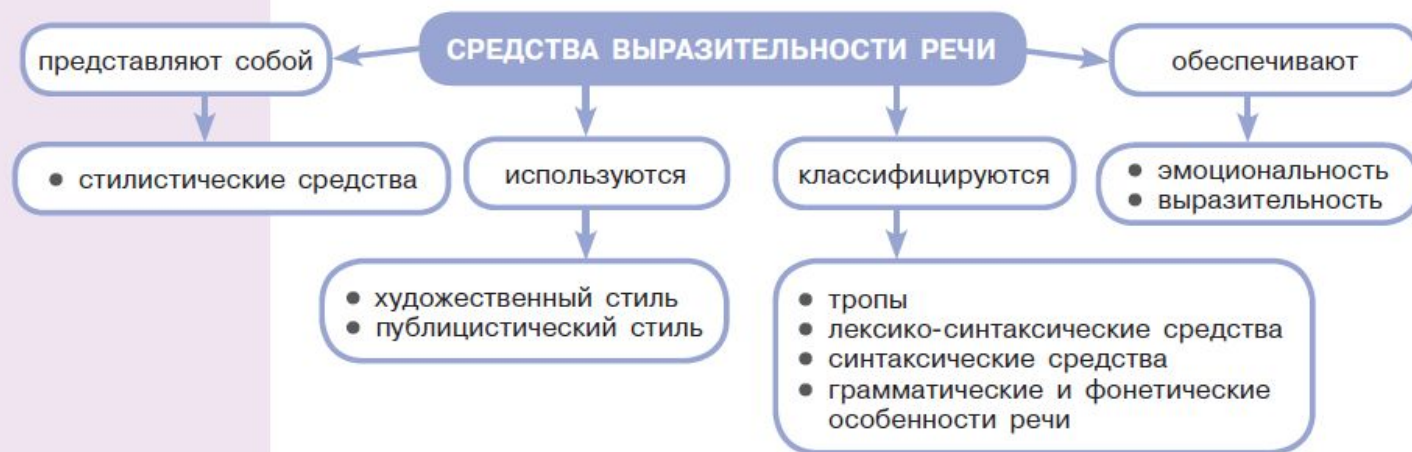 СРЕДСТВА ВЫРАЗИТЕЛЬНОСТИ РЕЧИ
представляют собой
• стилистические средства
используются
• художественный стиль
• публицистический стиль
классифицируются
• тропы
• лексико-синтаксические средства
• синтаксические средства
• грамматические и фонетические
особенности речи
обеспечивают
• эмоциональность
• выразительность